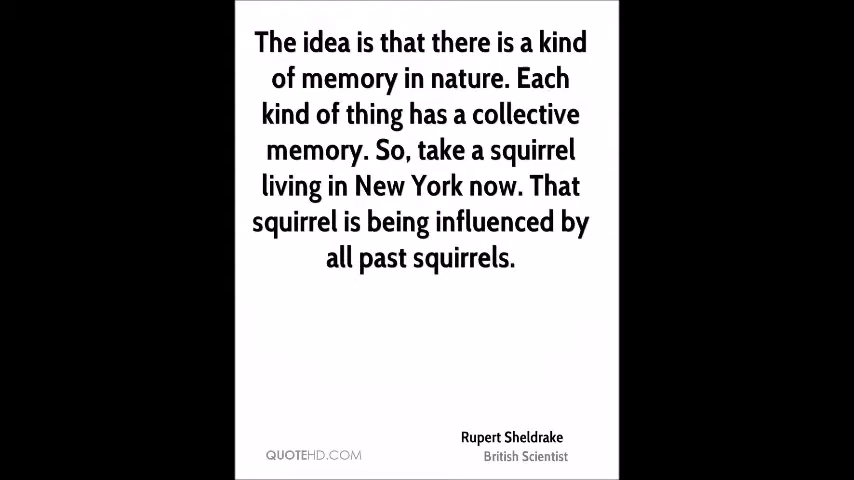 The idea is that there is a kind
of memory in nature. Each
kind of thing has a collective
memory. So, take a squirrel
living in New York now. That
squirrel is being influenced by
all past squirrels.
Rupert Sheldrake
QUOTEHD.COM
British Scientist